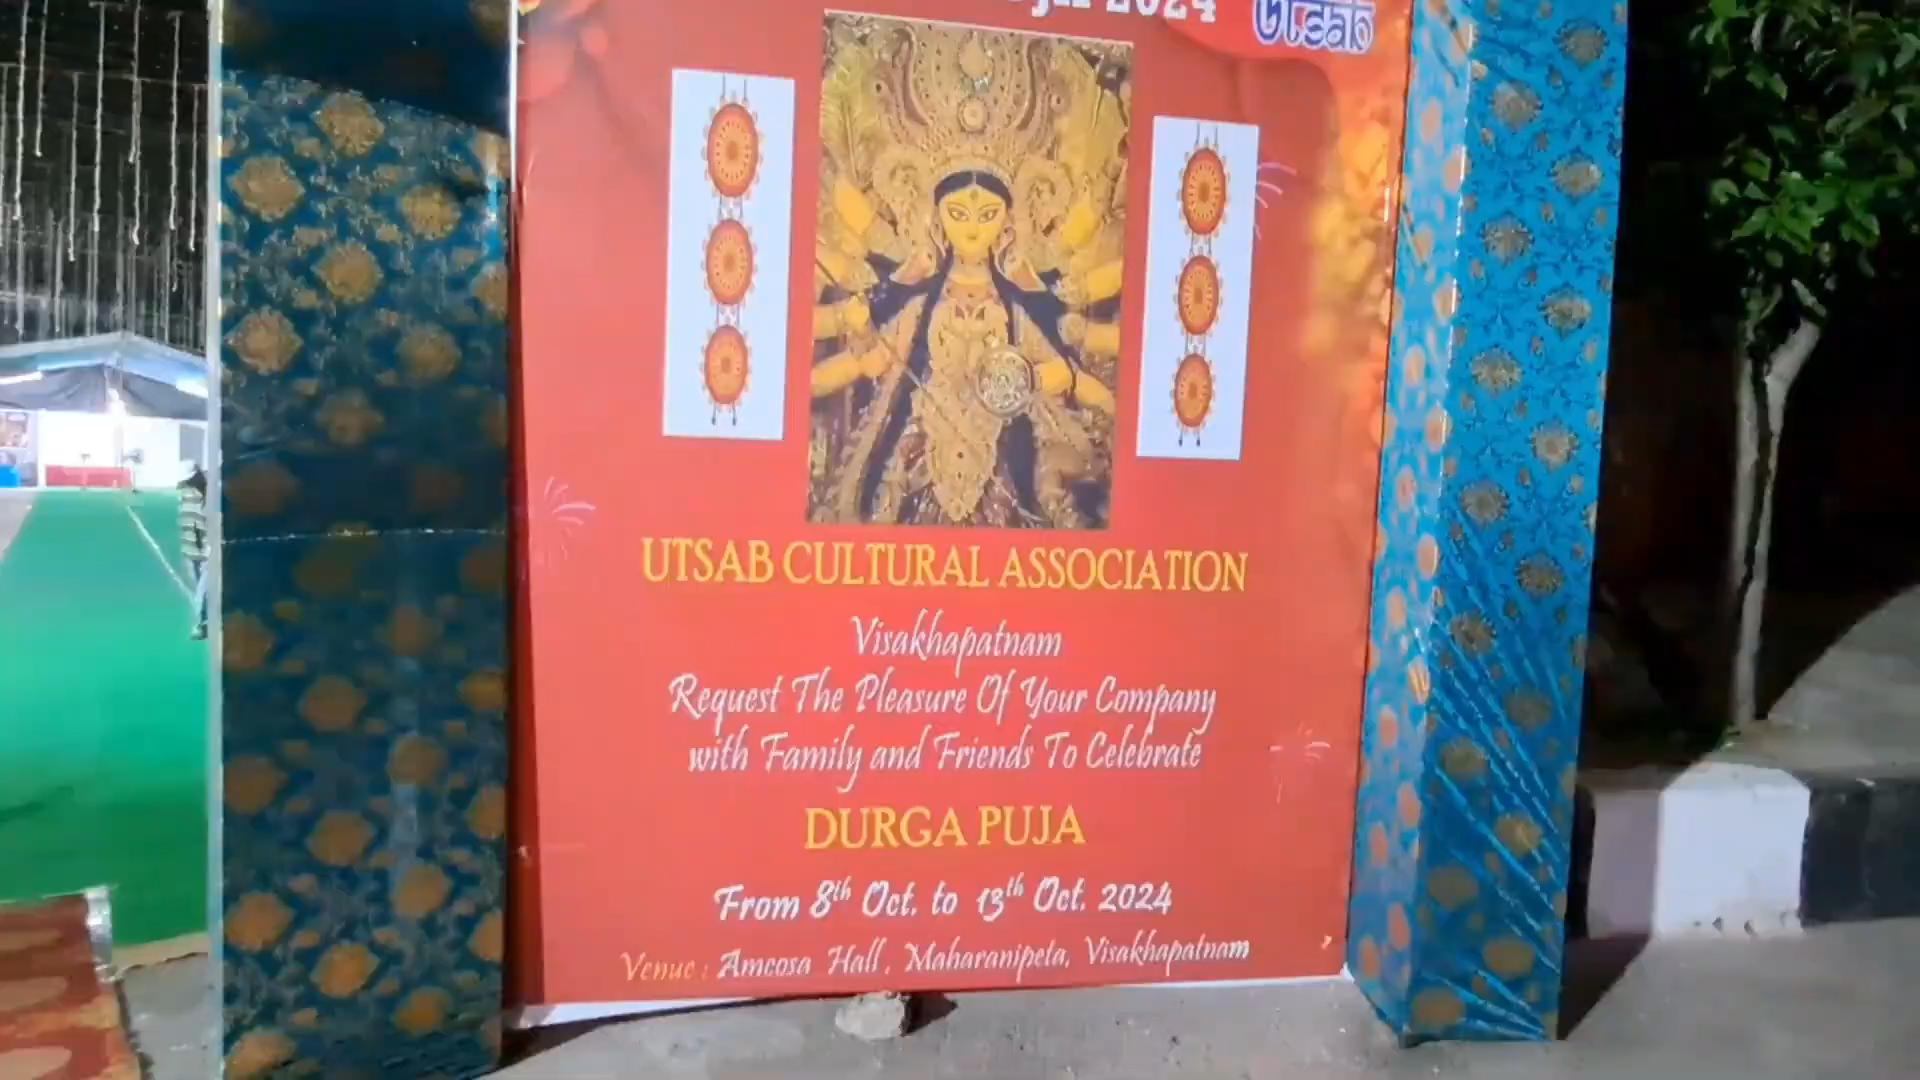 2024
Utsab
UTSAB CULTURAL ASSOCIATION
Visakhapatnam
Request The Pleasure Of Your Company
with Family and Friends To Celebrate
DURGA PUJA
From 8th Oct. to 13th Oct. 2024
Venue : Amcosa Hall, Maharanipeta, Visakhapatnam